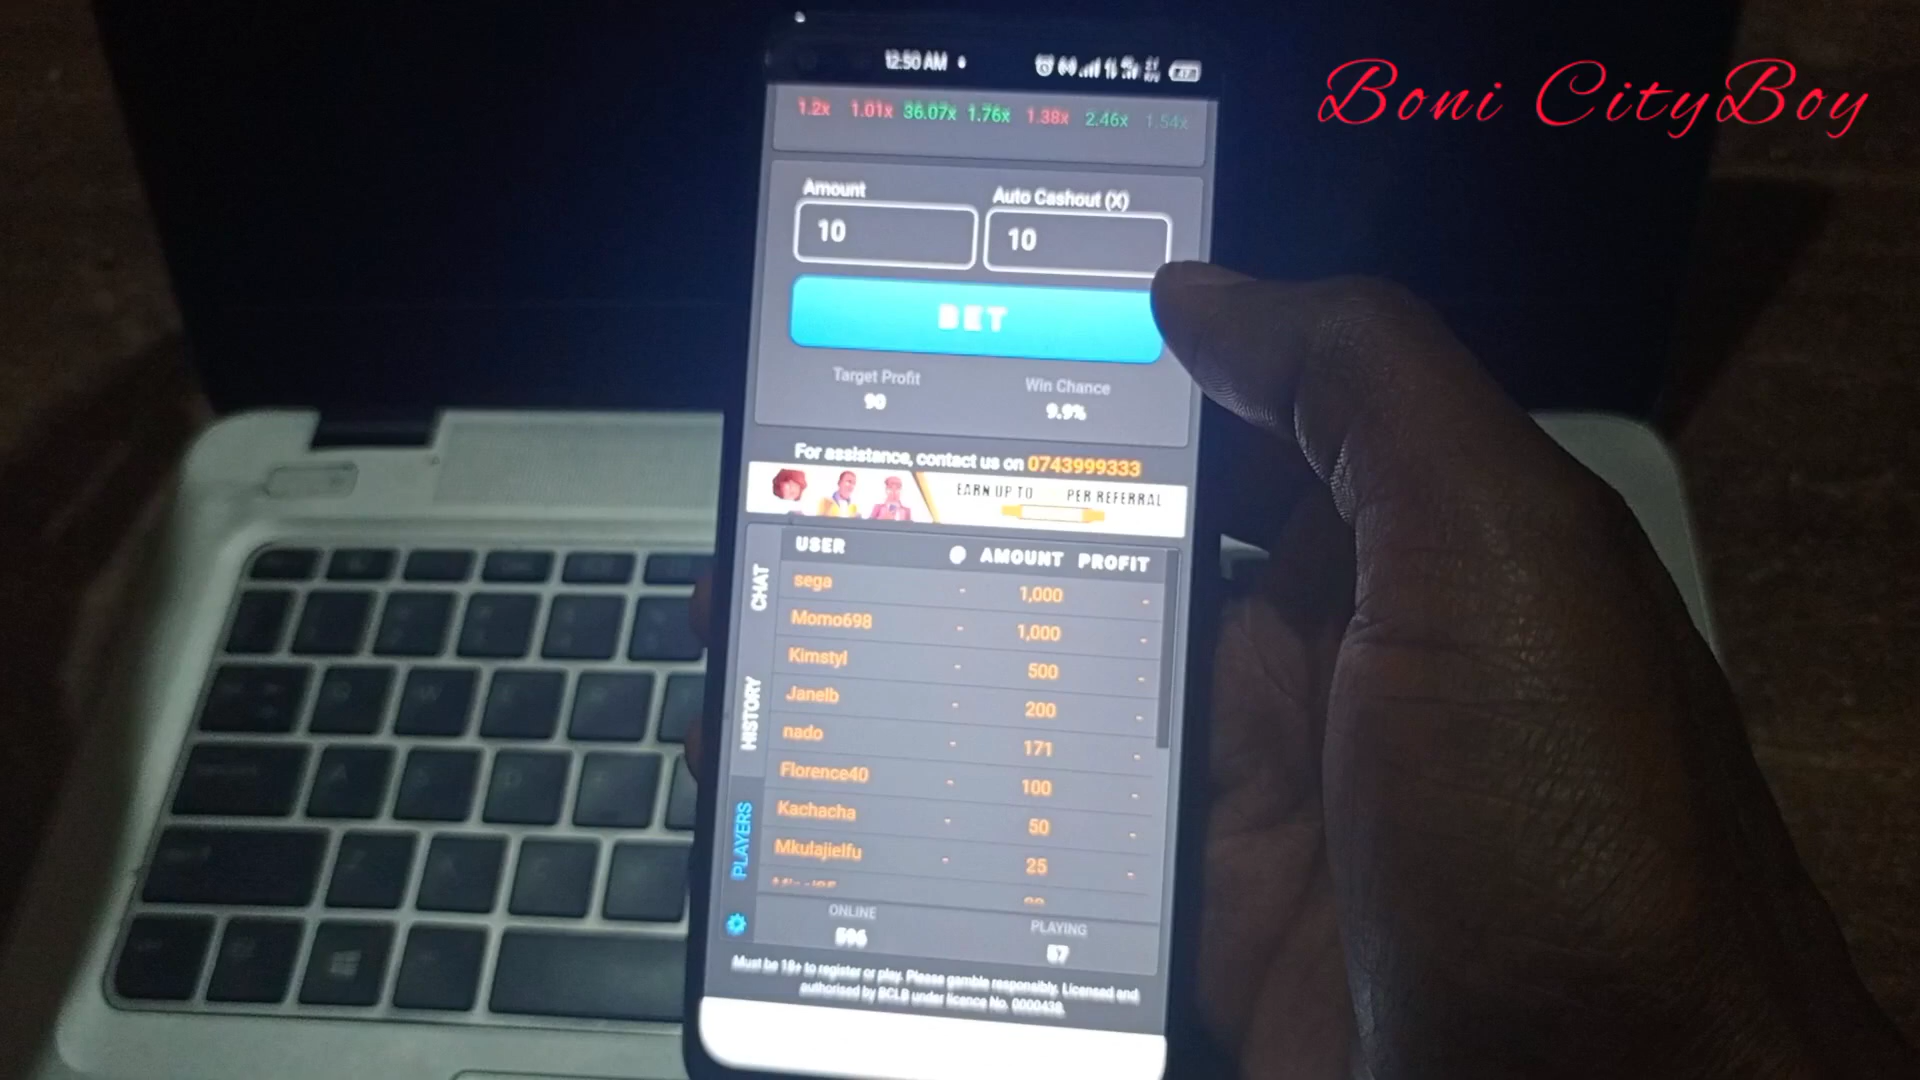 Boni CityBoy
12:50 AM
1.2x 1.01x 36.07x 1.76x 1.38x 2.46x 1.54x
Amount Auto Cashout (X)
10 10
BET
Target Profit Win Chance
90 9.9%
For assistance, contact us on 0743999333
EARN UP TO PER REFERRAL
USER AMOUNT PROFIT
sega - 1,000 -
Momo698 - 1,000 -
Kimstyl - 500 -
Janelb - 200 -
nado - 171 -
Florence40 - 100 -
Kachacha - 50 -
Mkulajielfu - 25 -
CHAT
HISTORY
PLAYERS
ONLINE PLAYING
596 57
Must be 18+ to register or play. Please gamble responsibly. Licensed and
authorised by BCLB under licence No. 0000438.